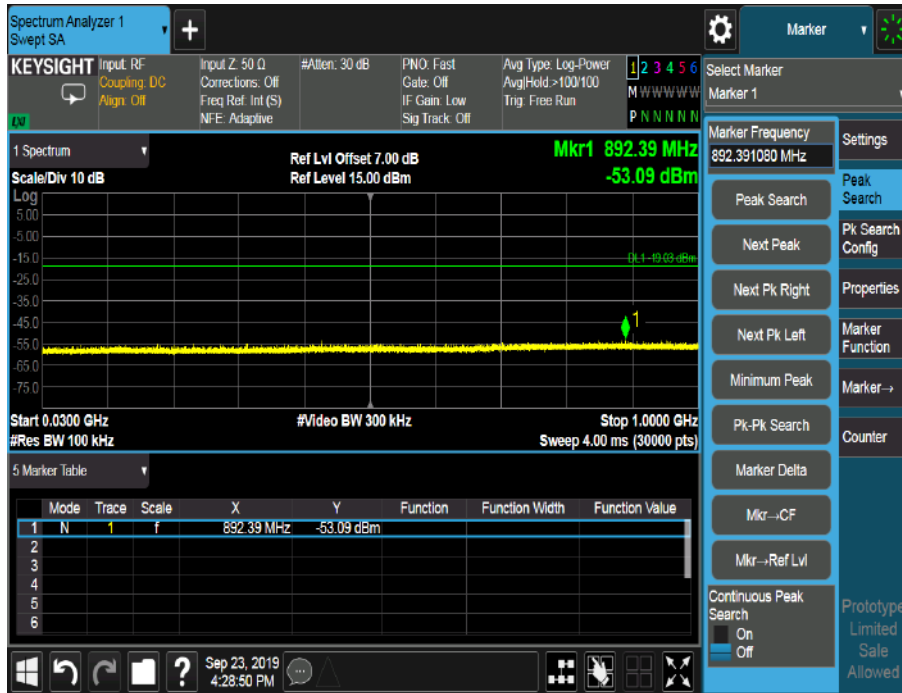 Spectrum Analyzer 1
Swept SA
+
Marker
KEYSIGHT
Input: RF
Coupling: DC
Align: Off
Input Z: 50 Ω
Corrections: Off
Freq Ref: Int (S)
NFE: Adaptive
#Atten: 30 dB
PNO: Fast
Gate: Off
IF Gain: Low
Sig Track: Off
Avg Type: Log-Power
Avg|Hold:>100/100
Trig: Free Run
1 2 3 4 5 6
M W W W W W
P N N N N N
LXI
Select Marker
Marker 1
1 Spectrum
Scale/Div 10 dB
Ref Lvl Offset 7.00 dB
Ref Level 15.00 dBm
Mkr1 892.39 MHz
-53.09 dBm
Log
5.00
-5.00
-15.0
-25.0
-35.0
-45.0
-55.0
-65.0
-75.0
DL1 -19.03 dBm
1
Start 0.0300 GHz
#Res BW 100 kHz
#Video BW 300 kHz
Stop 1.0000 GHz
Sweep 4.00 ms (30000 pts)
5 Marker Table
Mode Trace Scale X Y Function Function Width Function Value
1 N 1 f 892.39 MHz -53.09 dBm
2
3
4
5
6
Marker Frequency
892.391080 MHz
Peak Search
Next Peak
Next Pk Right
Next Pk Left
Minimum Peak
Pk-Pk Search
Marker Delta
Mkr→CF
Mkr→Ref Lvl
Continuous Peak
Search
On
Off
Settings
Peak
Search
Pk Search
Config
Properties
Marker
Function
Marker→
Counter
Prototype
Limited
Sale
Allowed
?
Sep 23, 2019
4:28:50 PM